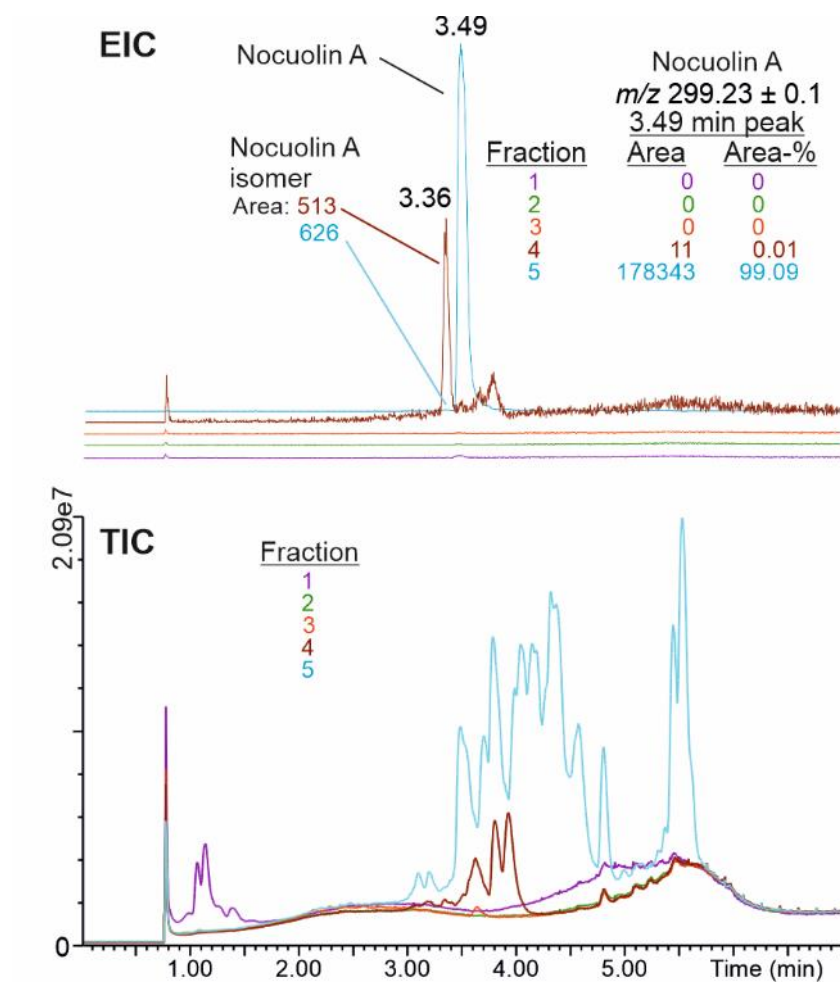 EIC
3.49
Nocuolin A
Nocuolin A
isomer
Area: 513
626
3.36
Nocuolin A
m/z 299.23 ± 0.1
3.49 min peak
Fraction Area Area-%
1 0 0
2 0 0
3 0 0
4 11 0.01
5 178343 99.09
TIC
2.09e7
0
Fraction
1
2
3
4
5
1.00 2.00 3.00 4.00 5.00 Time (min)